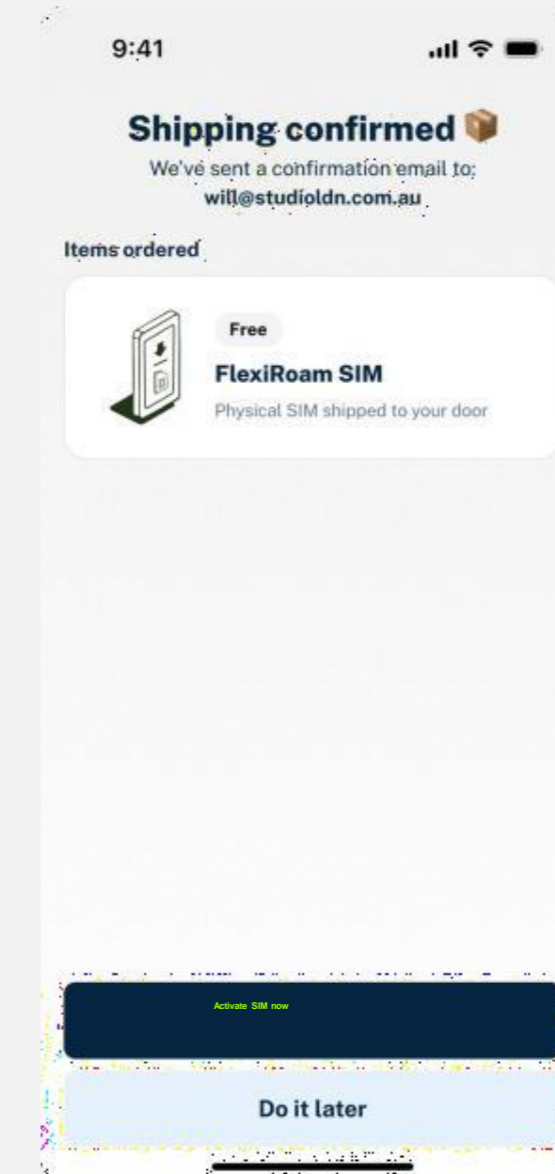 9:41
Shipping confirmed
We've sent a confirmation email to:
will@studioldn.com.au
Items ordered
Free
FlexiRoam SIM
Physical SIM shipped to your door
Activate SIM now
Do it later